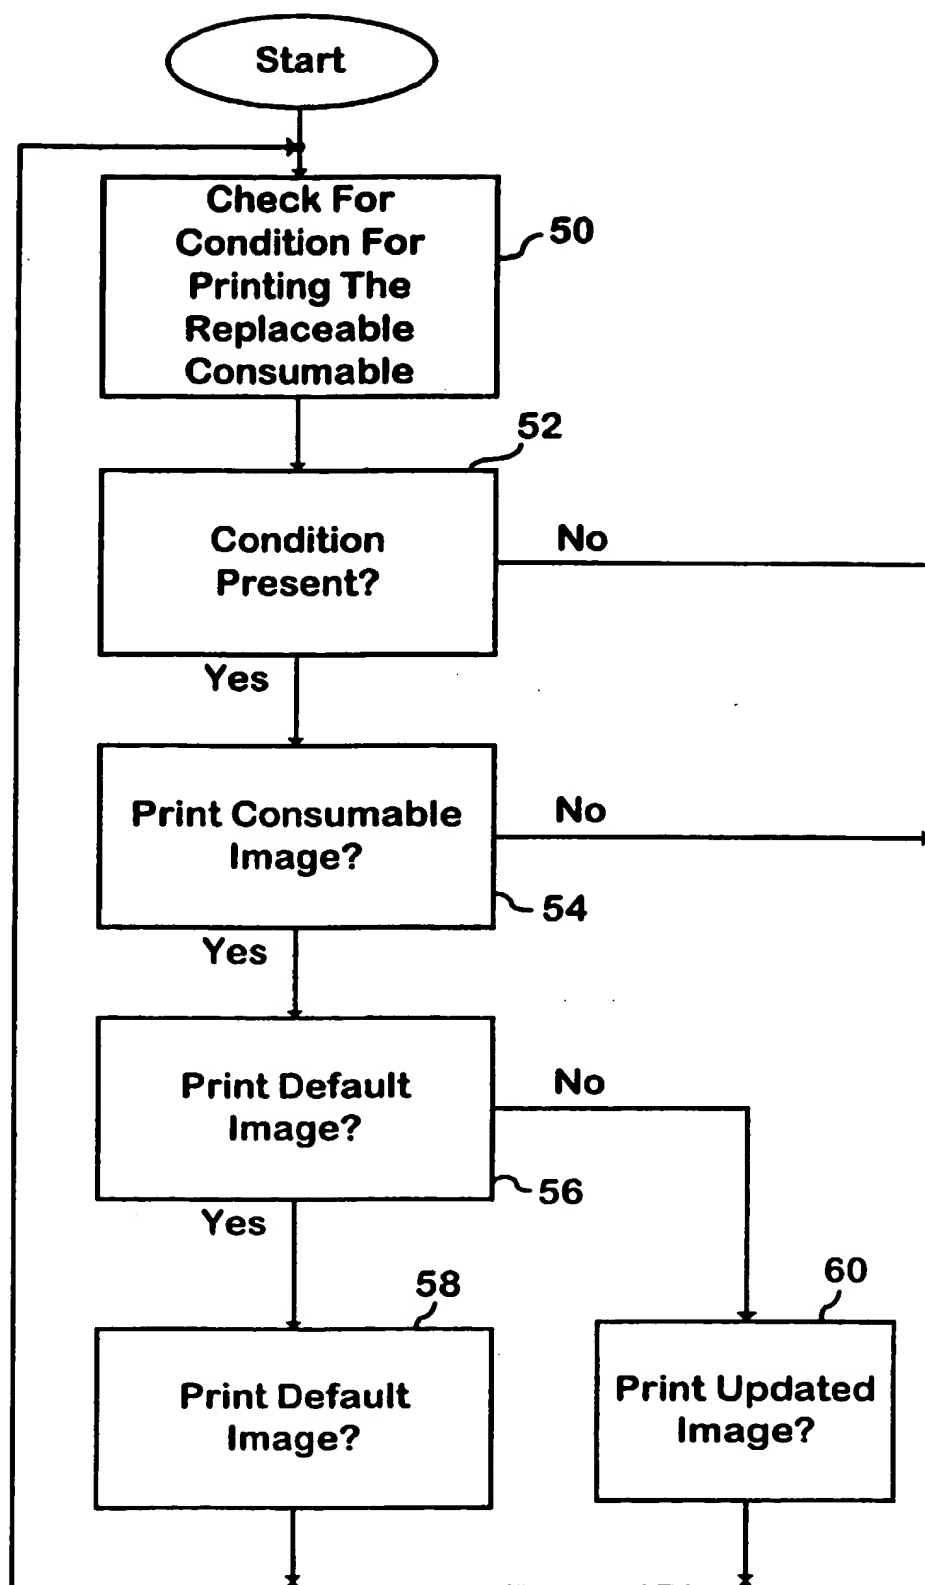 Start
Check For
Condition For
Printing The
Replaceable
Consumable
50
52
Condition
Present?
No
Yes
Print Consumable
Image?
No
54
Yes
Print Default
Image?
No
56
Yes
58
Print Default
Image?
60
Print Updated
Image?